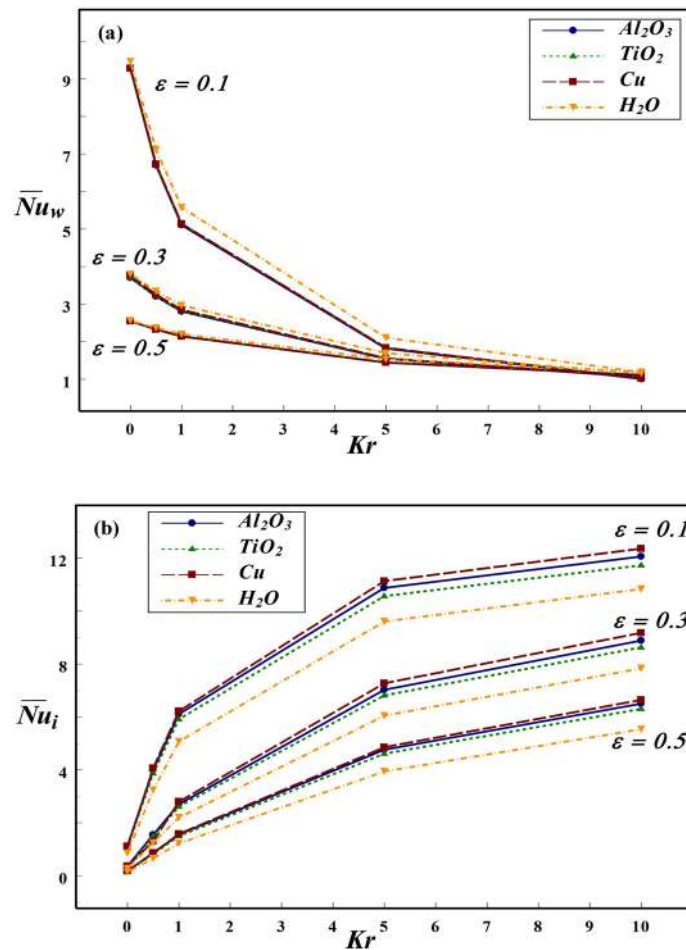 (a)
Al₂O₃
TiO₂
Cu
H₂O
ε = 0.1
ε = 0.3
ε = 0.5
N̅u_w
9
7
5
3
1
0 1 2 3 4 5 6 7 8 9 10
Kr
(b)
Al₂O₃
TiO₂
Cu
H₂O
ε = 0.1
ε = 0.3
ε = 0.5
N̅u_i
12
8
4
0
0 1 2 3 4 5 6 7 8 9 10
Kr